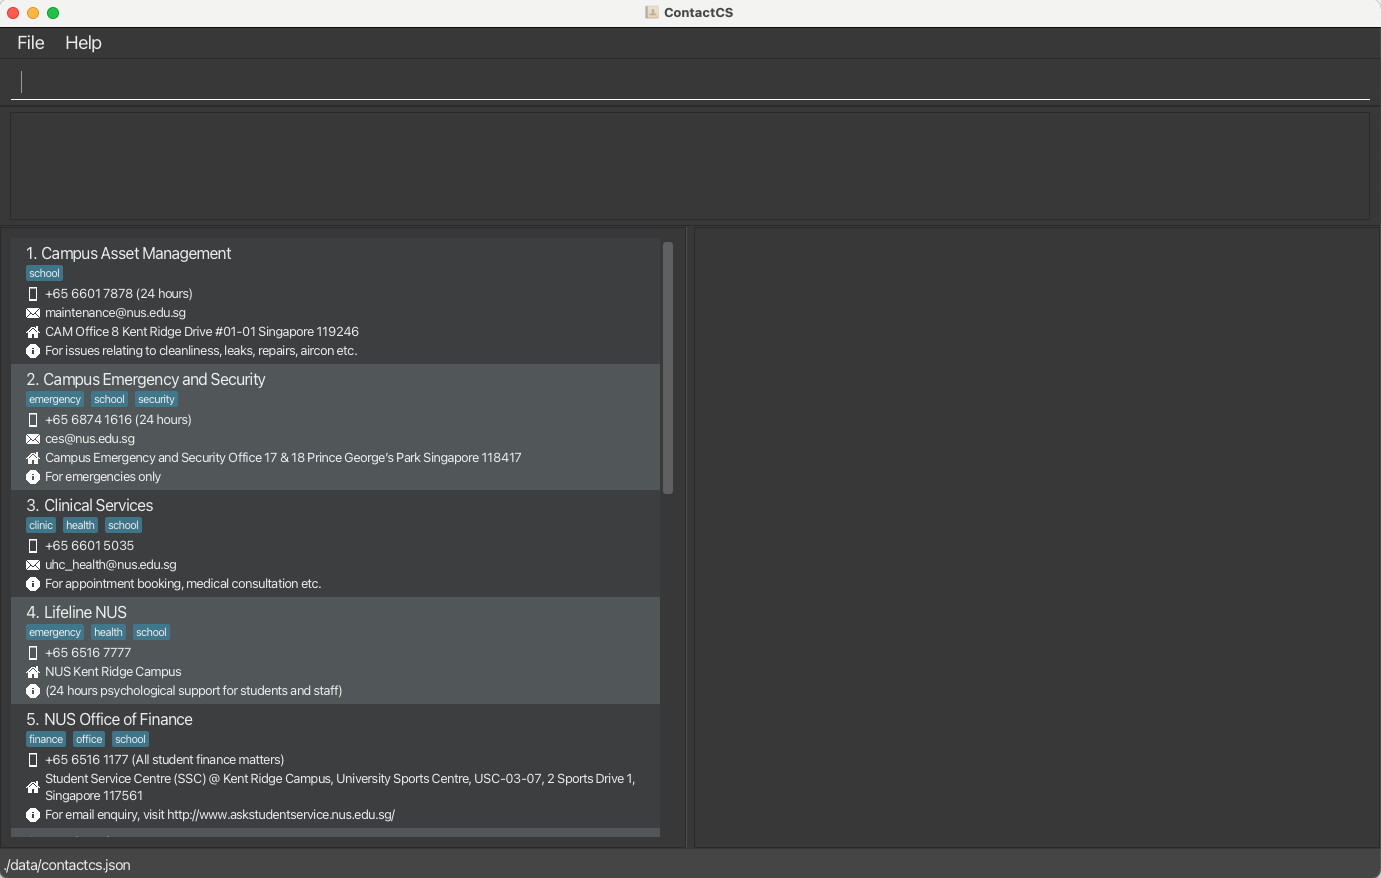 ContactCS
File Help
1. Campus Asset Management
school
+65 6601 7878 (24 hours)
maintenance@nus.edu.sg
CAM Office 8 Kent Ridge Drive #01-01 Singapore 119246
For issues relating to cleanliness, leaks, repairs, aircon etc.
2. Campus Emergency and Security
emergency school security
+65 6874 1616 (24 hours)
ces@nus.edu.sg
Campus Emergency and Security Office 17 & 18 Prince George's Park Singapore 118417
For emergencies only
3. Clinical Services
clinic health school
+65 6601 5035
uhc_health@nus.edu.sg
For appointment booking, medical consultation etc.
4. Lifeline NUS
emergency health school
+65 6516 7777
NUS Kent Ridge Campus
(24 hours psychological support for students and staff)
5. NUS Office of Finance
finance office school
+65 6516 1177 (All student finance matters)
Student Service Centre (SSC) @ Kent Ridge Campus, University Sports Centre, USC-03-07, 2 Sports Drive 1,
Singapore 117561
For email enquiry, visit http://www.askstudentservice.nus.edu.sg/
./data/contactcs.json